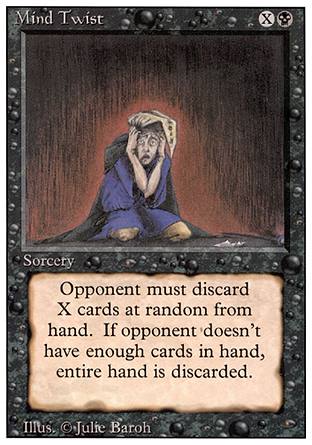 Mind Twist X
Sorcery
Opponent must discard
X cards at random from
hand. If opponent doesn't
have enough cards in hand,
entire hand is discarded.
Illus. © Julie Baroh